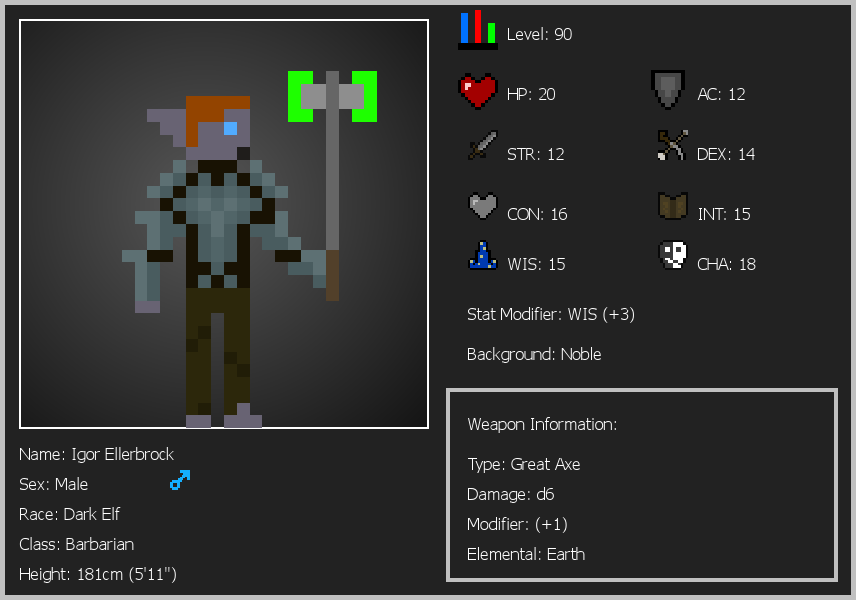 Level: 90
HP: 20
AC: 12
STR: 12
DEX: 14
CON: 16
INT: 15
WIS: 15
CHA: 18
Stat Modifier: WIS (+3)
Background: Noble
Weapon Information:
Type: Great Axe
Damage: d6
Modifier: (+1)
Elemental: Earth
Name: Igor Ellerbrock
Sex: Male
Race: Dark Elf
Class: Barbarian
Height: 181cm (5'11")